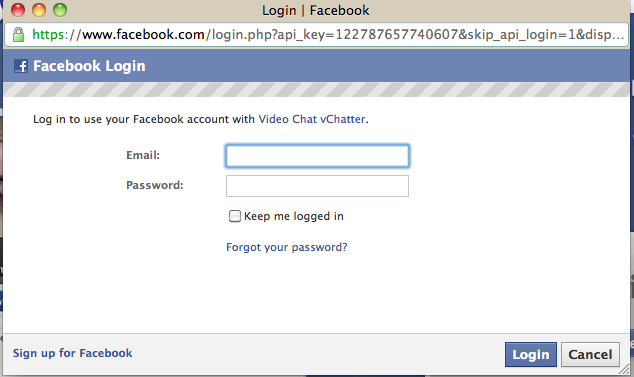 Login | Facebook
https://www.facebook.com/login.php?api_key=122787657740607&skip_api_login=1&disp...
Facebook Login
Log in to use your Facebook account with Video Chat vChatter.
Email:
Password:
Keep me logged in
Forgot your password?
Sign up for Facebook
Login Cancel